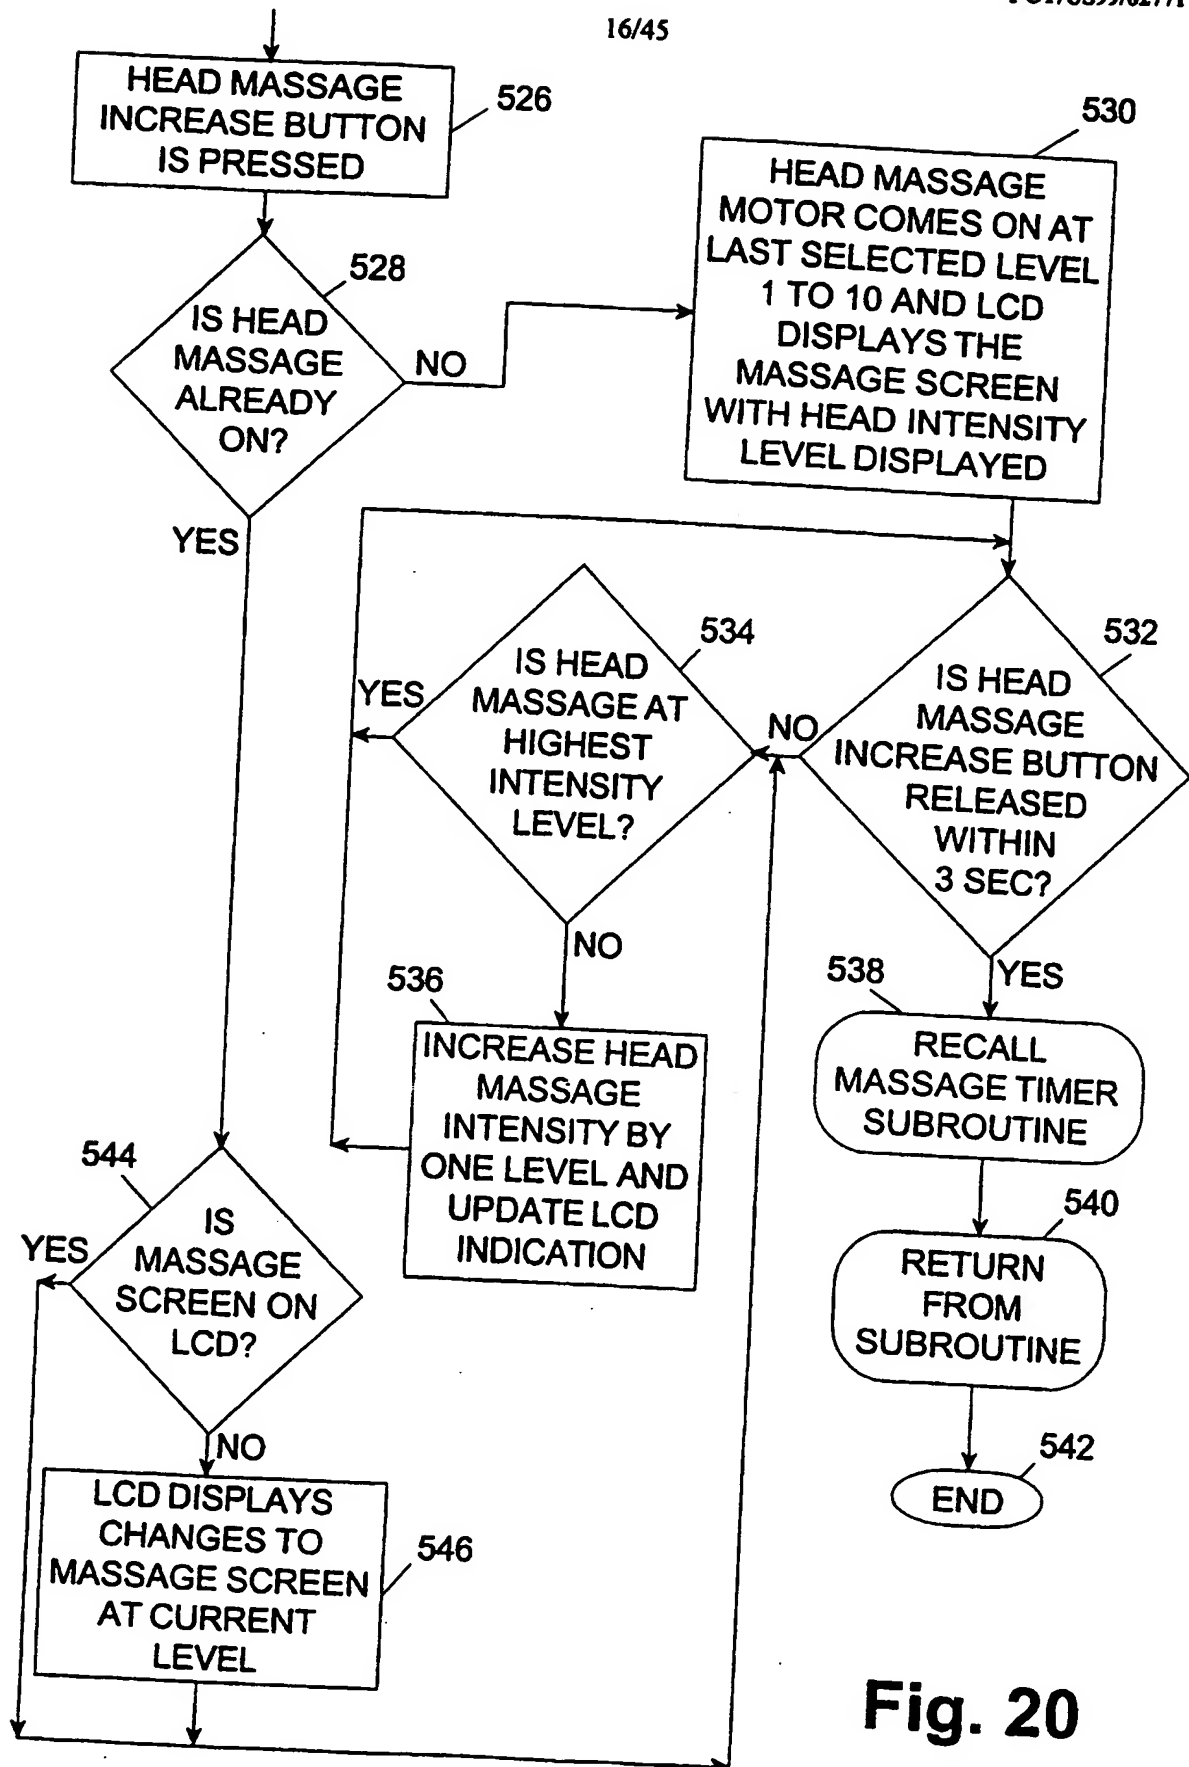 16/45
HEAD MASSAGE
INCREASE BUTTON
IS PRESSED
526
530
HEAD MASSAGE
MOTOR COMES ON AT
LAST SELECTED LEVEL
1 TO 10 AND LCD
DISPLAYS THE
MASSAGE SCREEN
WITH HEAD INTENSITY
LEVEL DISPLAYED
528
IS HEAD
MASSAGE
ALREADY
ON?
NO
YES
534
IS HEAD
MASSAGE AT
HIGHEST
INTENSITY
LEVEL?
YES
NO
532
IS HEAD
MASSAGE
INCREASE BUTTON
RELEASED
WITHIN
3 SEC?
NO
YES
536
INCREASE HEAD
MASSAGE
INTENSITY BY
ONE LEVEL AND
UPDATE LCD
INDICATION
538
RECALL
MASSAGE TIMER
SUBROUTINE
540
RETURN
FROM
SUBROUTINE
542
END
544
IS
MASSAGE
SCREEN ON
LCD?
YES
NO
LCD DISPLAYS
CHANGES TO
MASSAGE SCREEN
AT CURRENT
LEVEL
546
Fig. 20